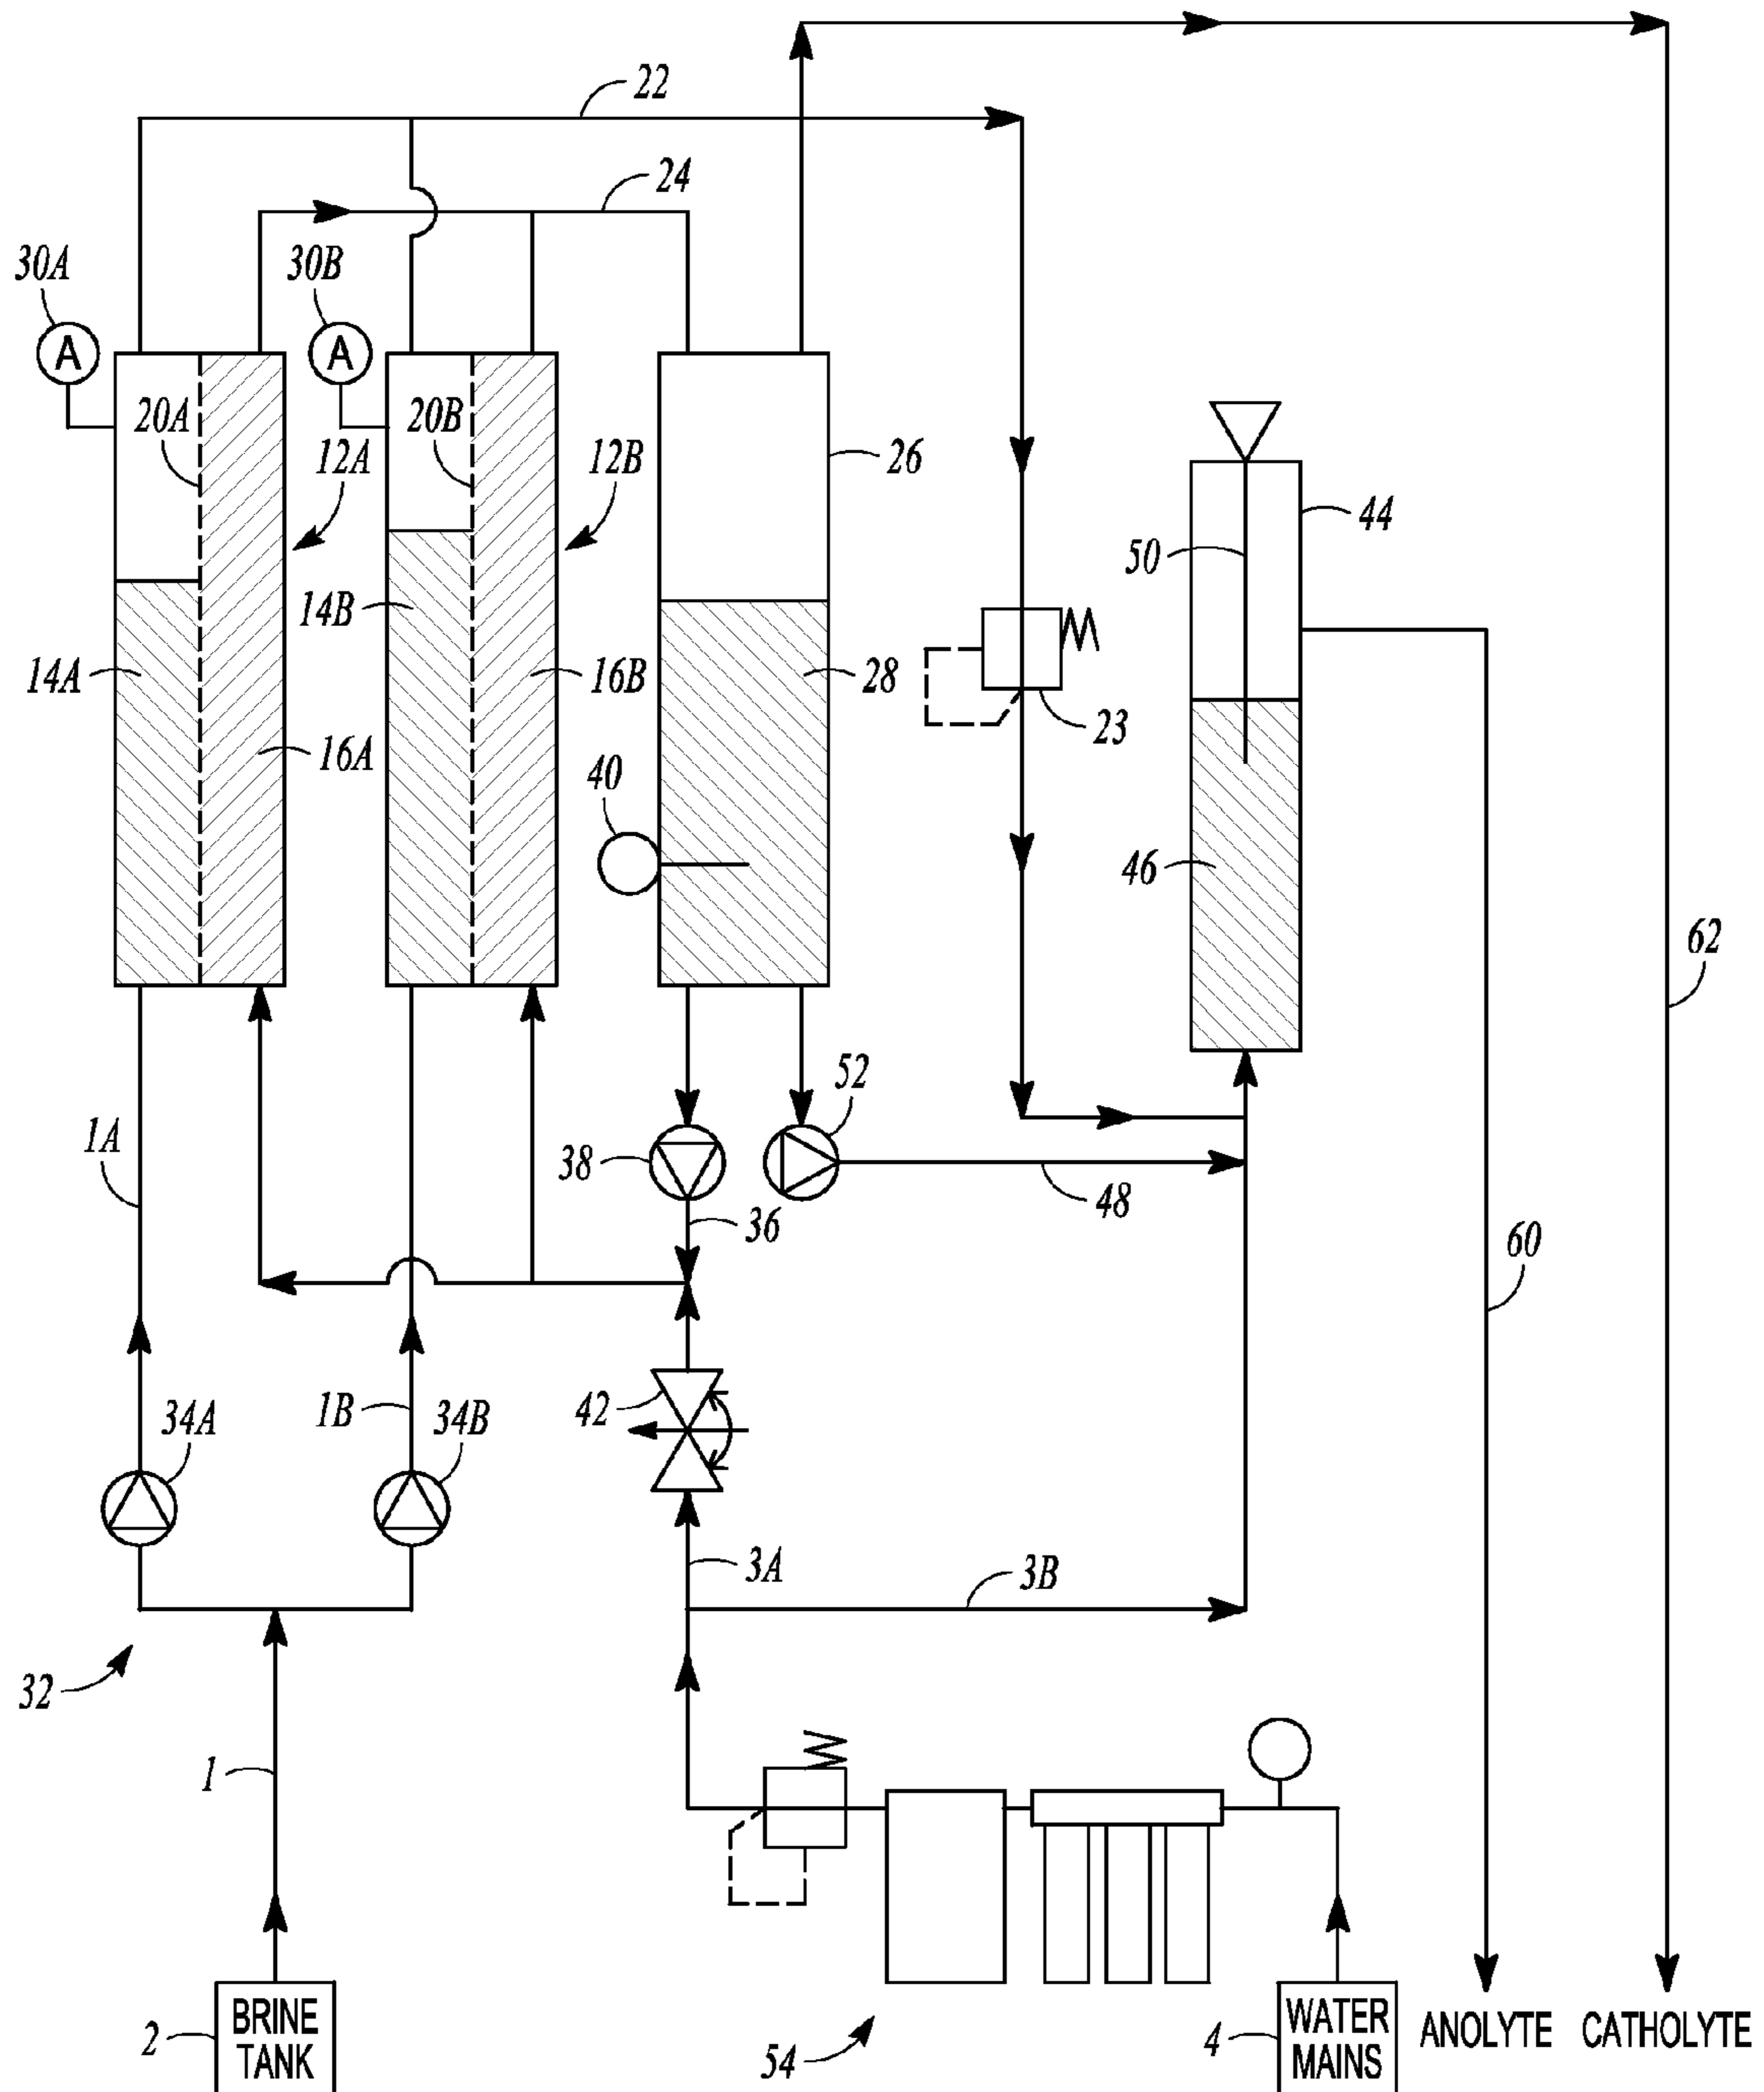 22
24
30A
30B
A
A
20A
20B
12A
12B
26
44
50
14B
14A
16B
28
23
16A
40
46
62
52
1A
38
48
36
60
42
34A
1B
34B
3A
3B
32
1
BRINE
TANK
2
54
4
WATER
MAINS
ANOLYTE
CATHOLYTE